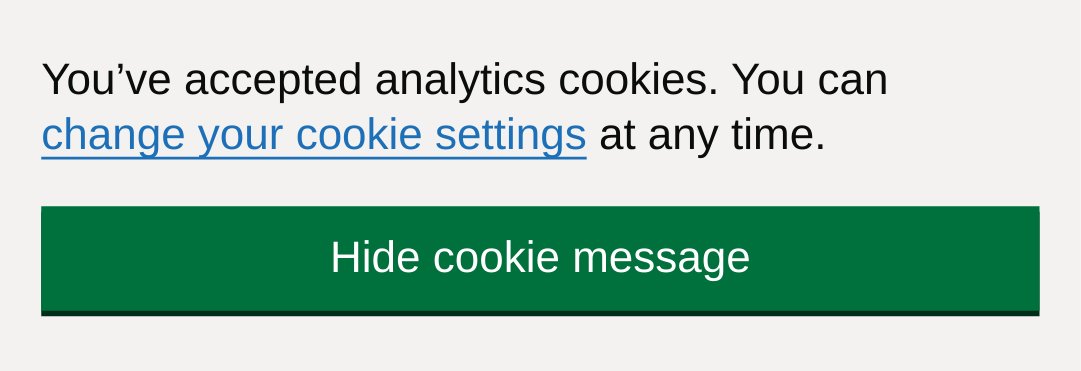 You’ve accepted analytics cookies. You can
change your cookie settings at any time.
Hide cookie message